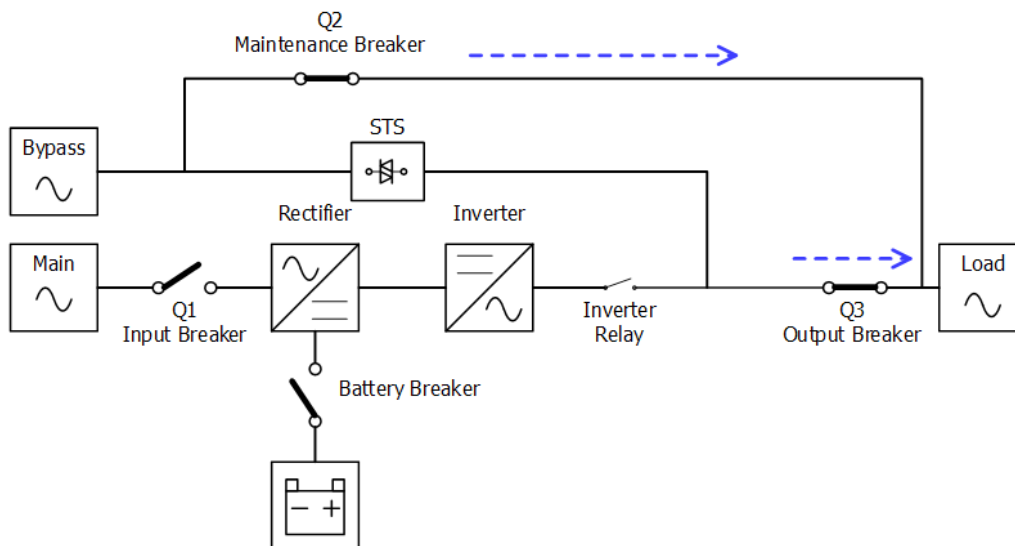 Q2
Maintenance Breaker
STS
Bypass
Rectifier
Inverter
Main
Load
Q1
Input Breaker
Inverter
Relay
Q3
Output Breaker
Battery Breaker